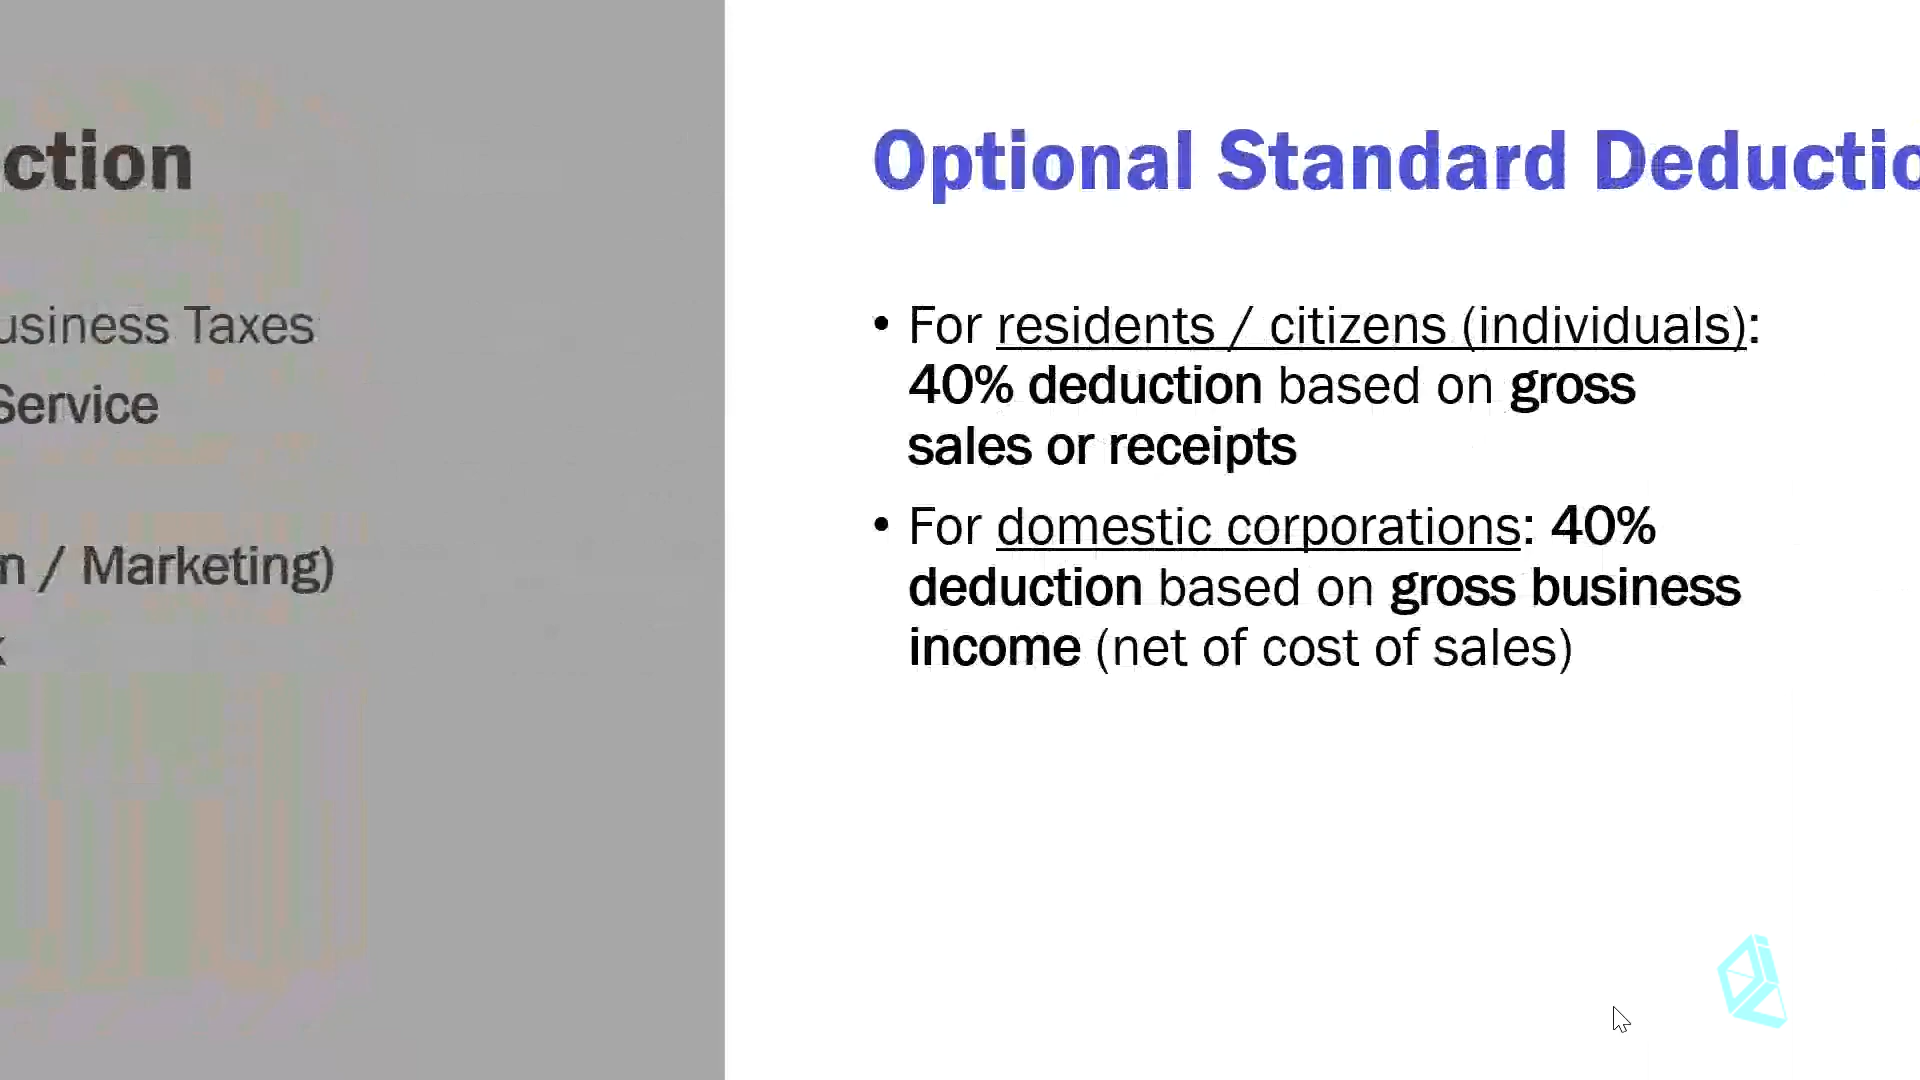 ction
usiness Taxes
Service
n / Marketing)
Optional Standard Deductio
• For residents / citizens (individuals):
40% deduction based on gross
sales or receipts
• For domestic corporations: 40%
deduction based on gross business
income (net of cost of sales)